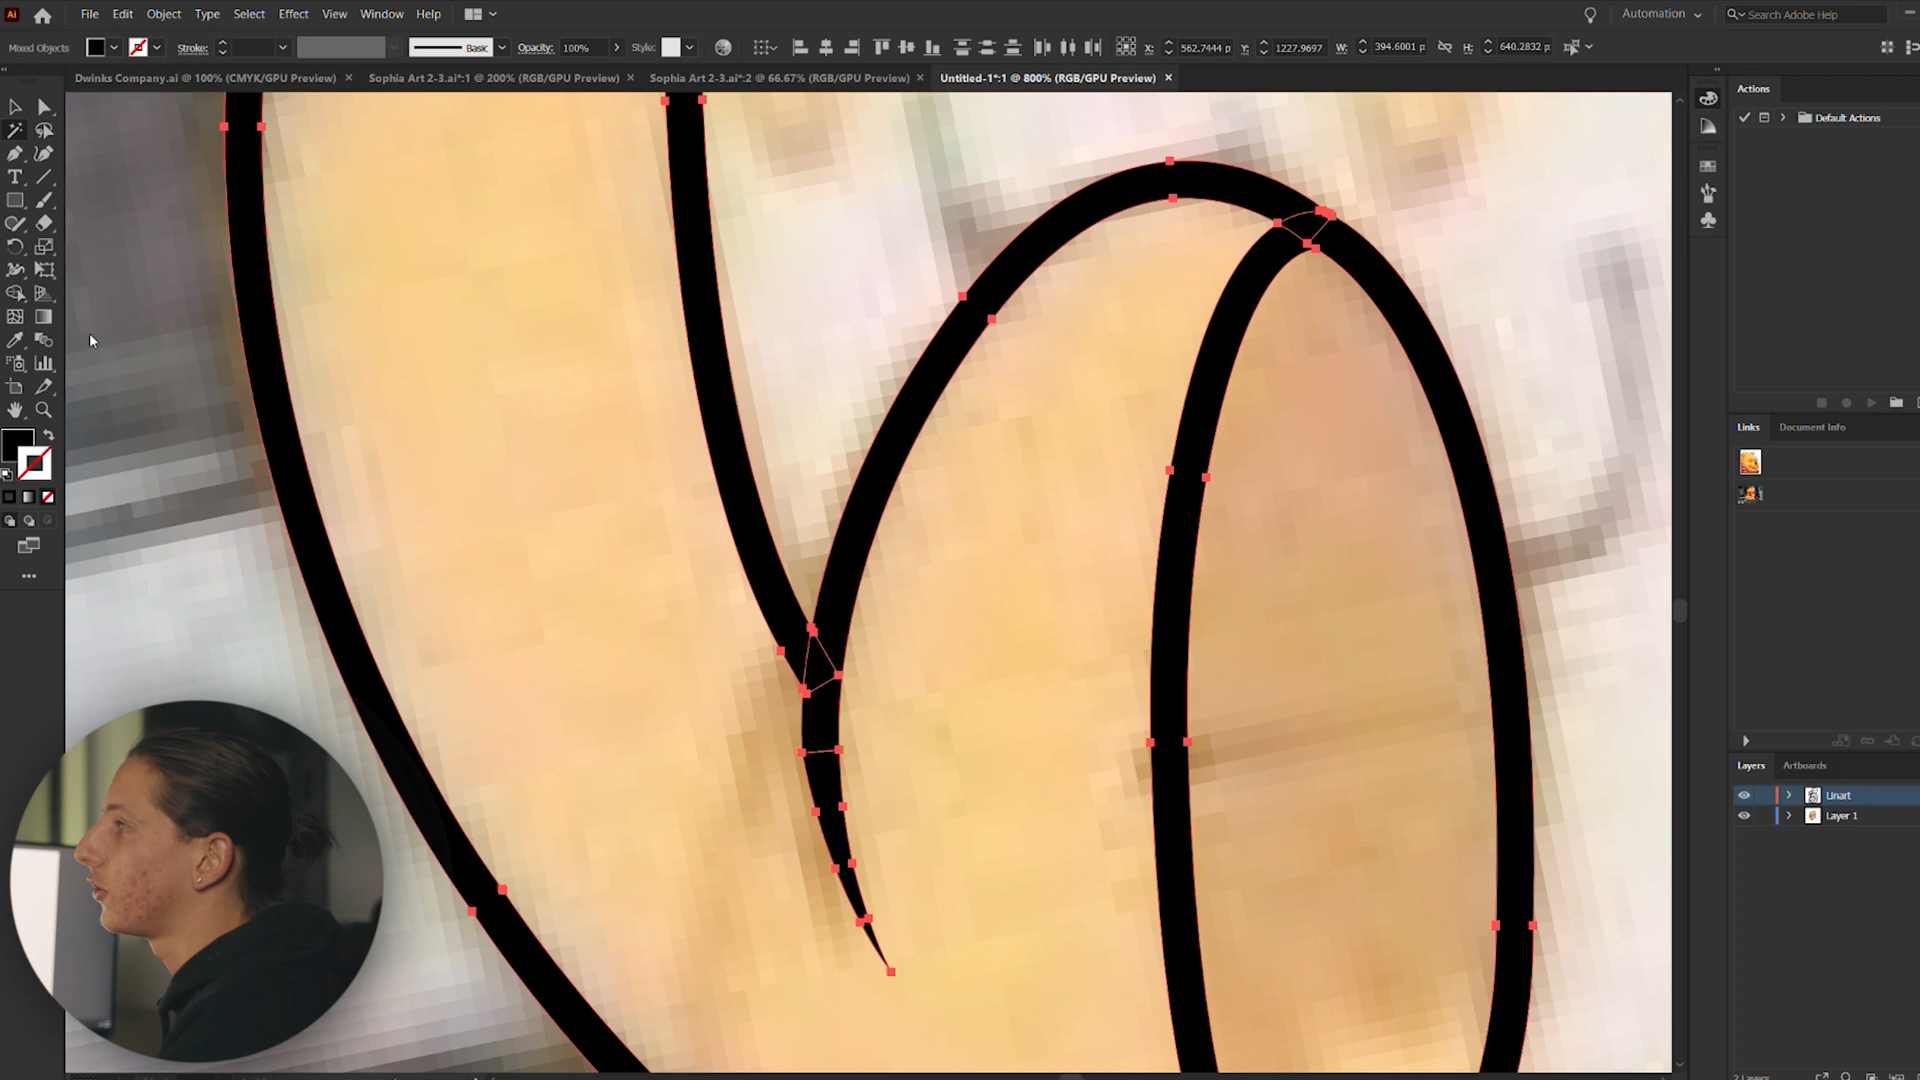 Ai File Edit Object Type Select Effect View Window Help Automation Search Adobe Help
Mixed Objects Stroke: Basic Opacity: 100% Style: X: 562.7444 p Y: 1227.9697 W: 394.6001 p H: 640.2832 p
Dwinks Company.ai @ 100% (CMYK/GPU Preview) × Sophia Art 2-3.ai*:1 @ 200% (RGB/GPU Preview) × Sophia Art 2-3.ai*:2 @ 66.67% (RGB/GPU Preview) × Untitled-1*:1 @ 800% (RGB/GPU Preview) ×
Actions
Default Actions
Links Document Info
Layers Artboards
Linart
Layer 1
2 Layers